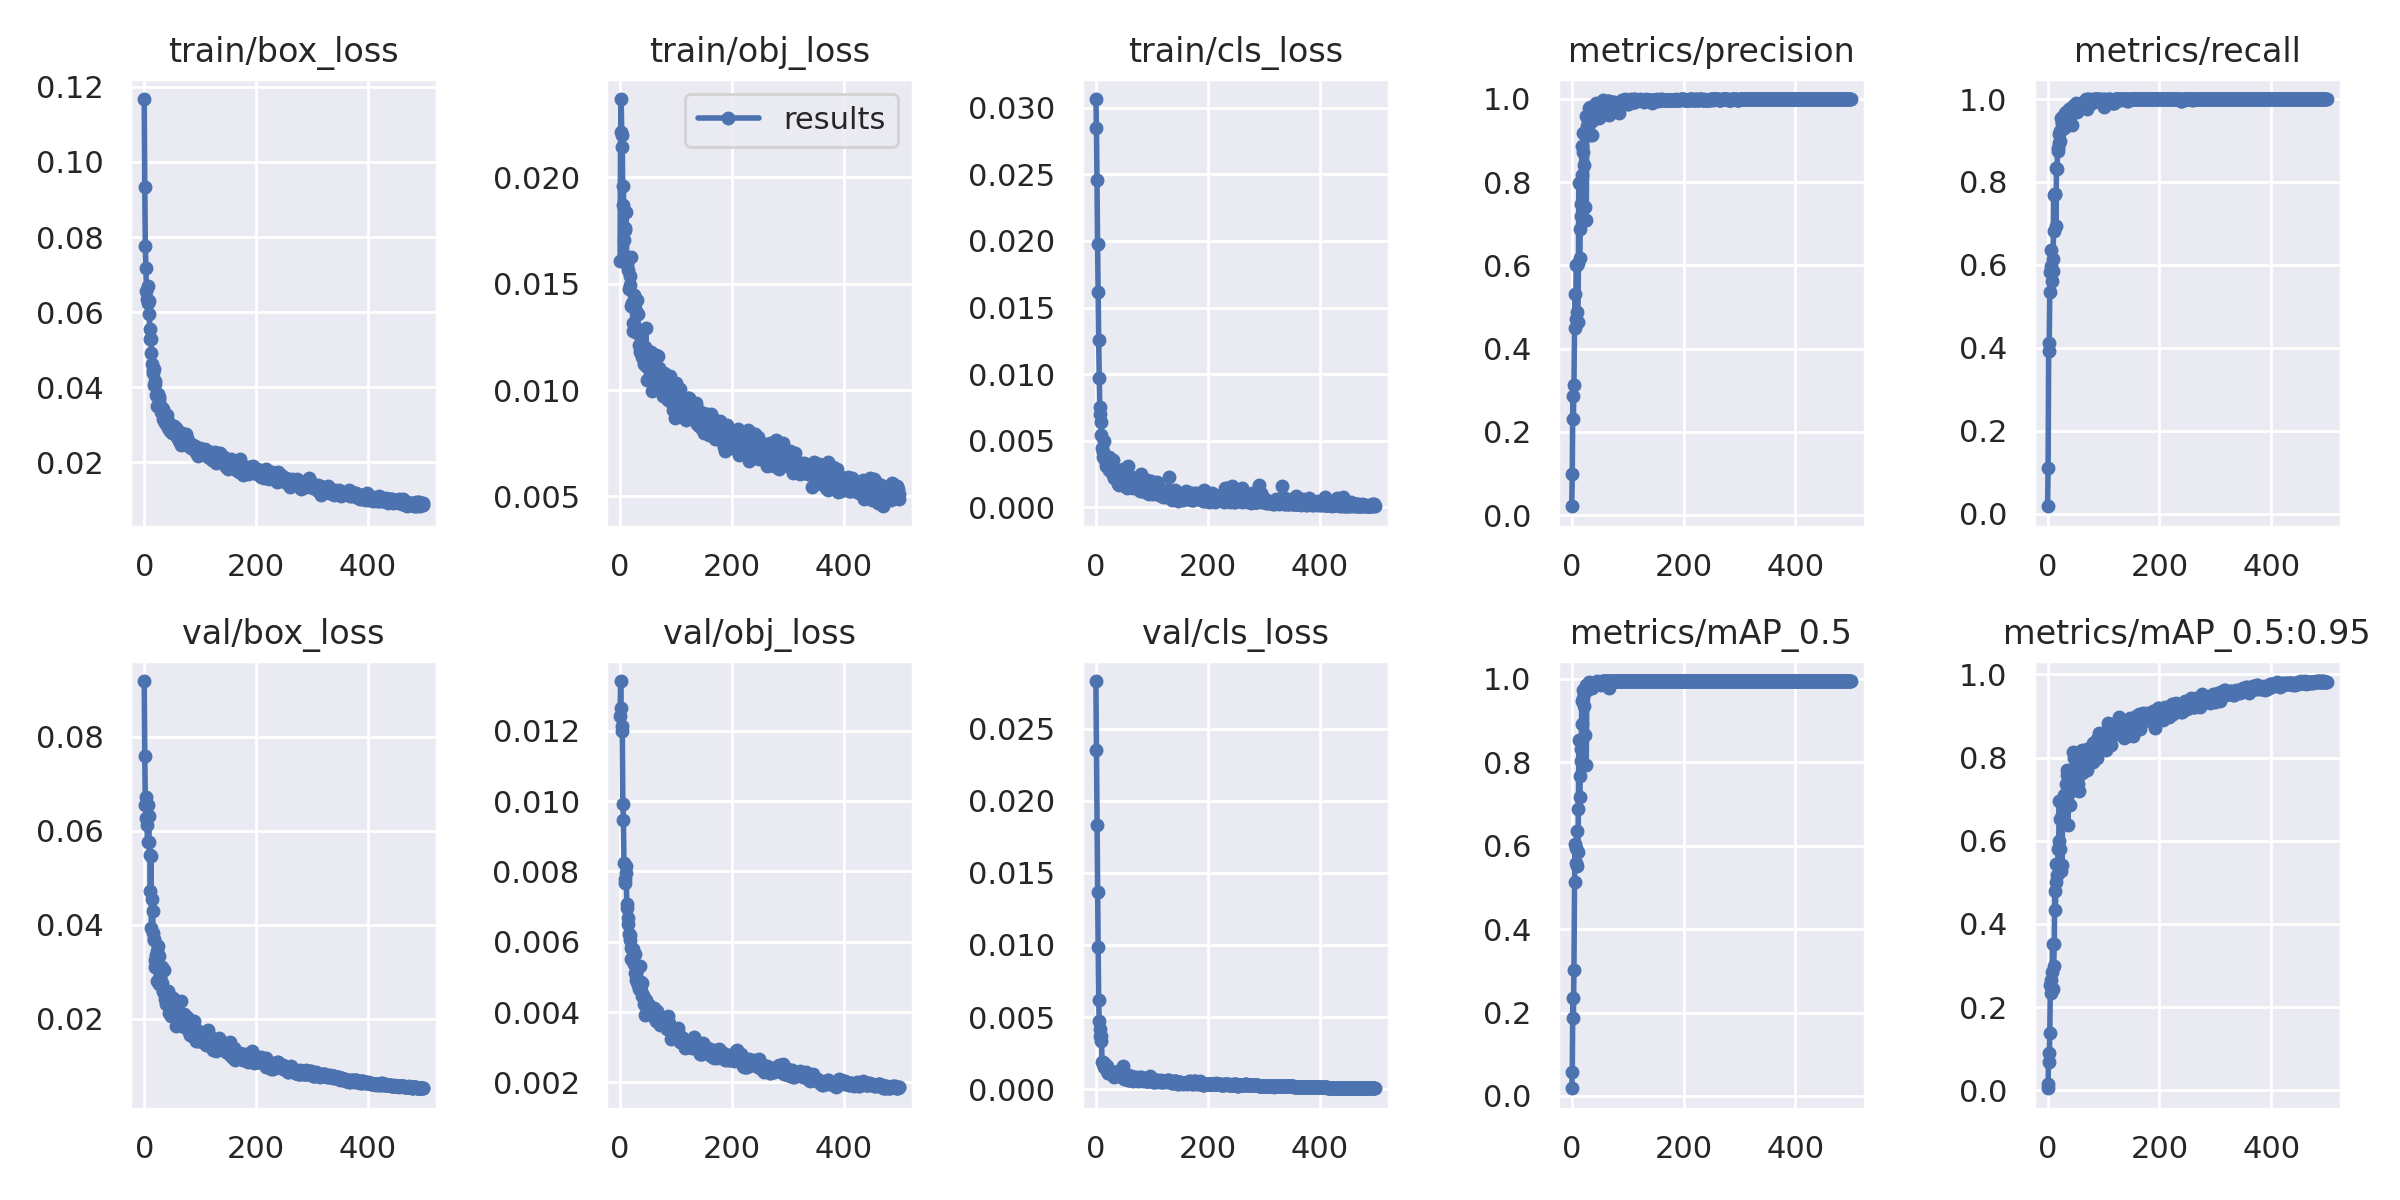 train/box_loss
0.12
0.10
0.08
0.06
0.04
0.02
0 200 400
train/obj_loss
results
0.020
0.015
0.010
0.005
0 200 400
train/cls_loss
0.030
0.025
0.020
0.015
0.010
0.005
0.000
0 200 400
metrics/precision
1.0
0.8
0.6
0.4
0.2
0.0
0 200 400
metrics/recall
1.0
0.8
0.6
0.4
0.2
0.0
0 200 400
val/box_loss
0.08
0.06
0.04
0.02
0 200 400
val/obj_loss
0.012
0.010
0.008
0.006
0.004
0.002
0 200 400
val/cls_loss
0.025
0.020
0.015
0.010
0.005
0.000
0 200 400
metrics/mAP_0.5
1.0
0.8
0.6
0.4
0.2
0.0
0 200 400
metrics/mAP_0.5:0.95
1.0
0.8
0.6
0.4
0.2
0.0
0 200 400